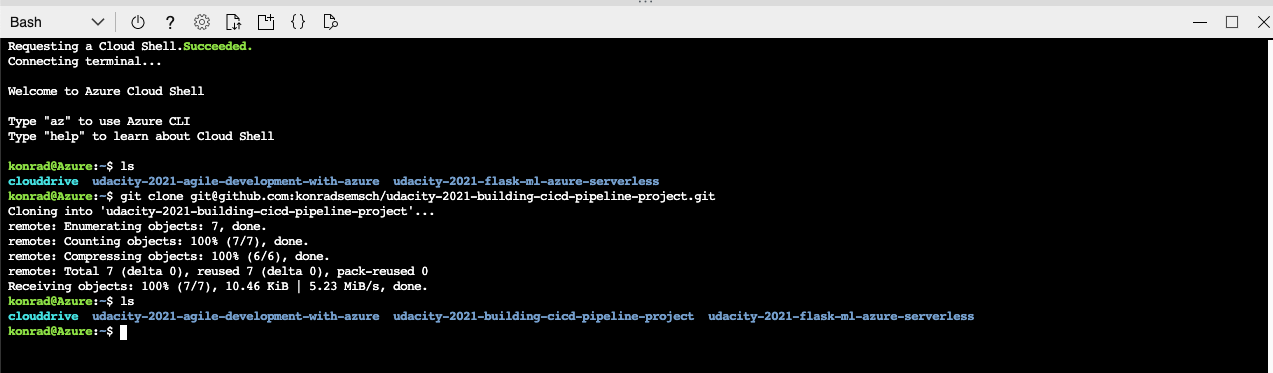 Bash
Requesting a Cloud Shell.Succeeded.
Connecting terminal...
Welcome to Azure Cloud Shell
Type "az" to use Azure CLI
Type "help" to learn about Cloud Shell
konrad@Azure:~$ ls
clouddrive  udacity-2021-agile-development-with-azure  udacity-2021-flask-ml-azure-serverless
konrad@Azure:~$ git clone git@github.com:konradsemsch/udacity-2021-building-cicd-pipeline-project.git
Cloning into 'udacity-2021-building-cicd-pipeline-project'...
remote: Enumerating objects: 7, done.
remote: Counting objects: 100% (7/7), done.
remote: Compressing objects: 100% (6/6), done.
remote: Total 7 (delta 0), reused 7 (delta 0), pack-reused 0
Receiving objects: 100% (7/7), 10.46 KiB | 5.23 MiB/s, done.
konrad@Azure:~$ ls
clouddrive  udacity-2021-agile-development-with-azure  udacity-2021-building-cicd-pipeline-project  udacity-2021-flask-ml-azure-serverless
konrad@Azure:~$